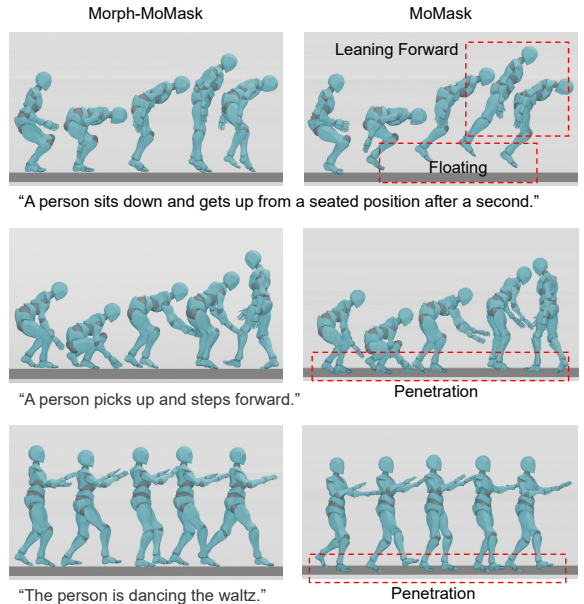 Morph-MoMask
MoMask
Leaning Forward
Floating
“A person sits down and gets up from a seated position after a second.”
“A person picks up and steps forward.”
Penetration
“The person is dancing the waltz.”
Penetration